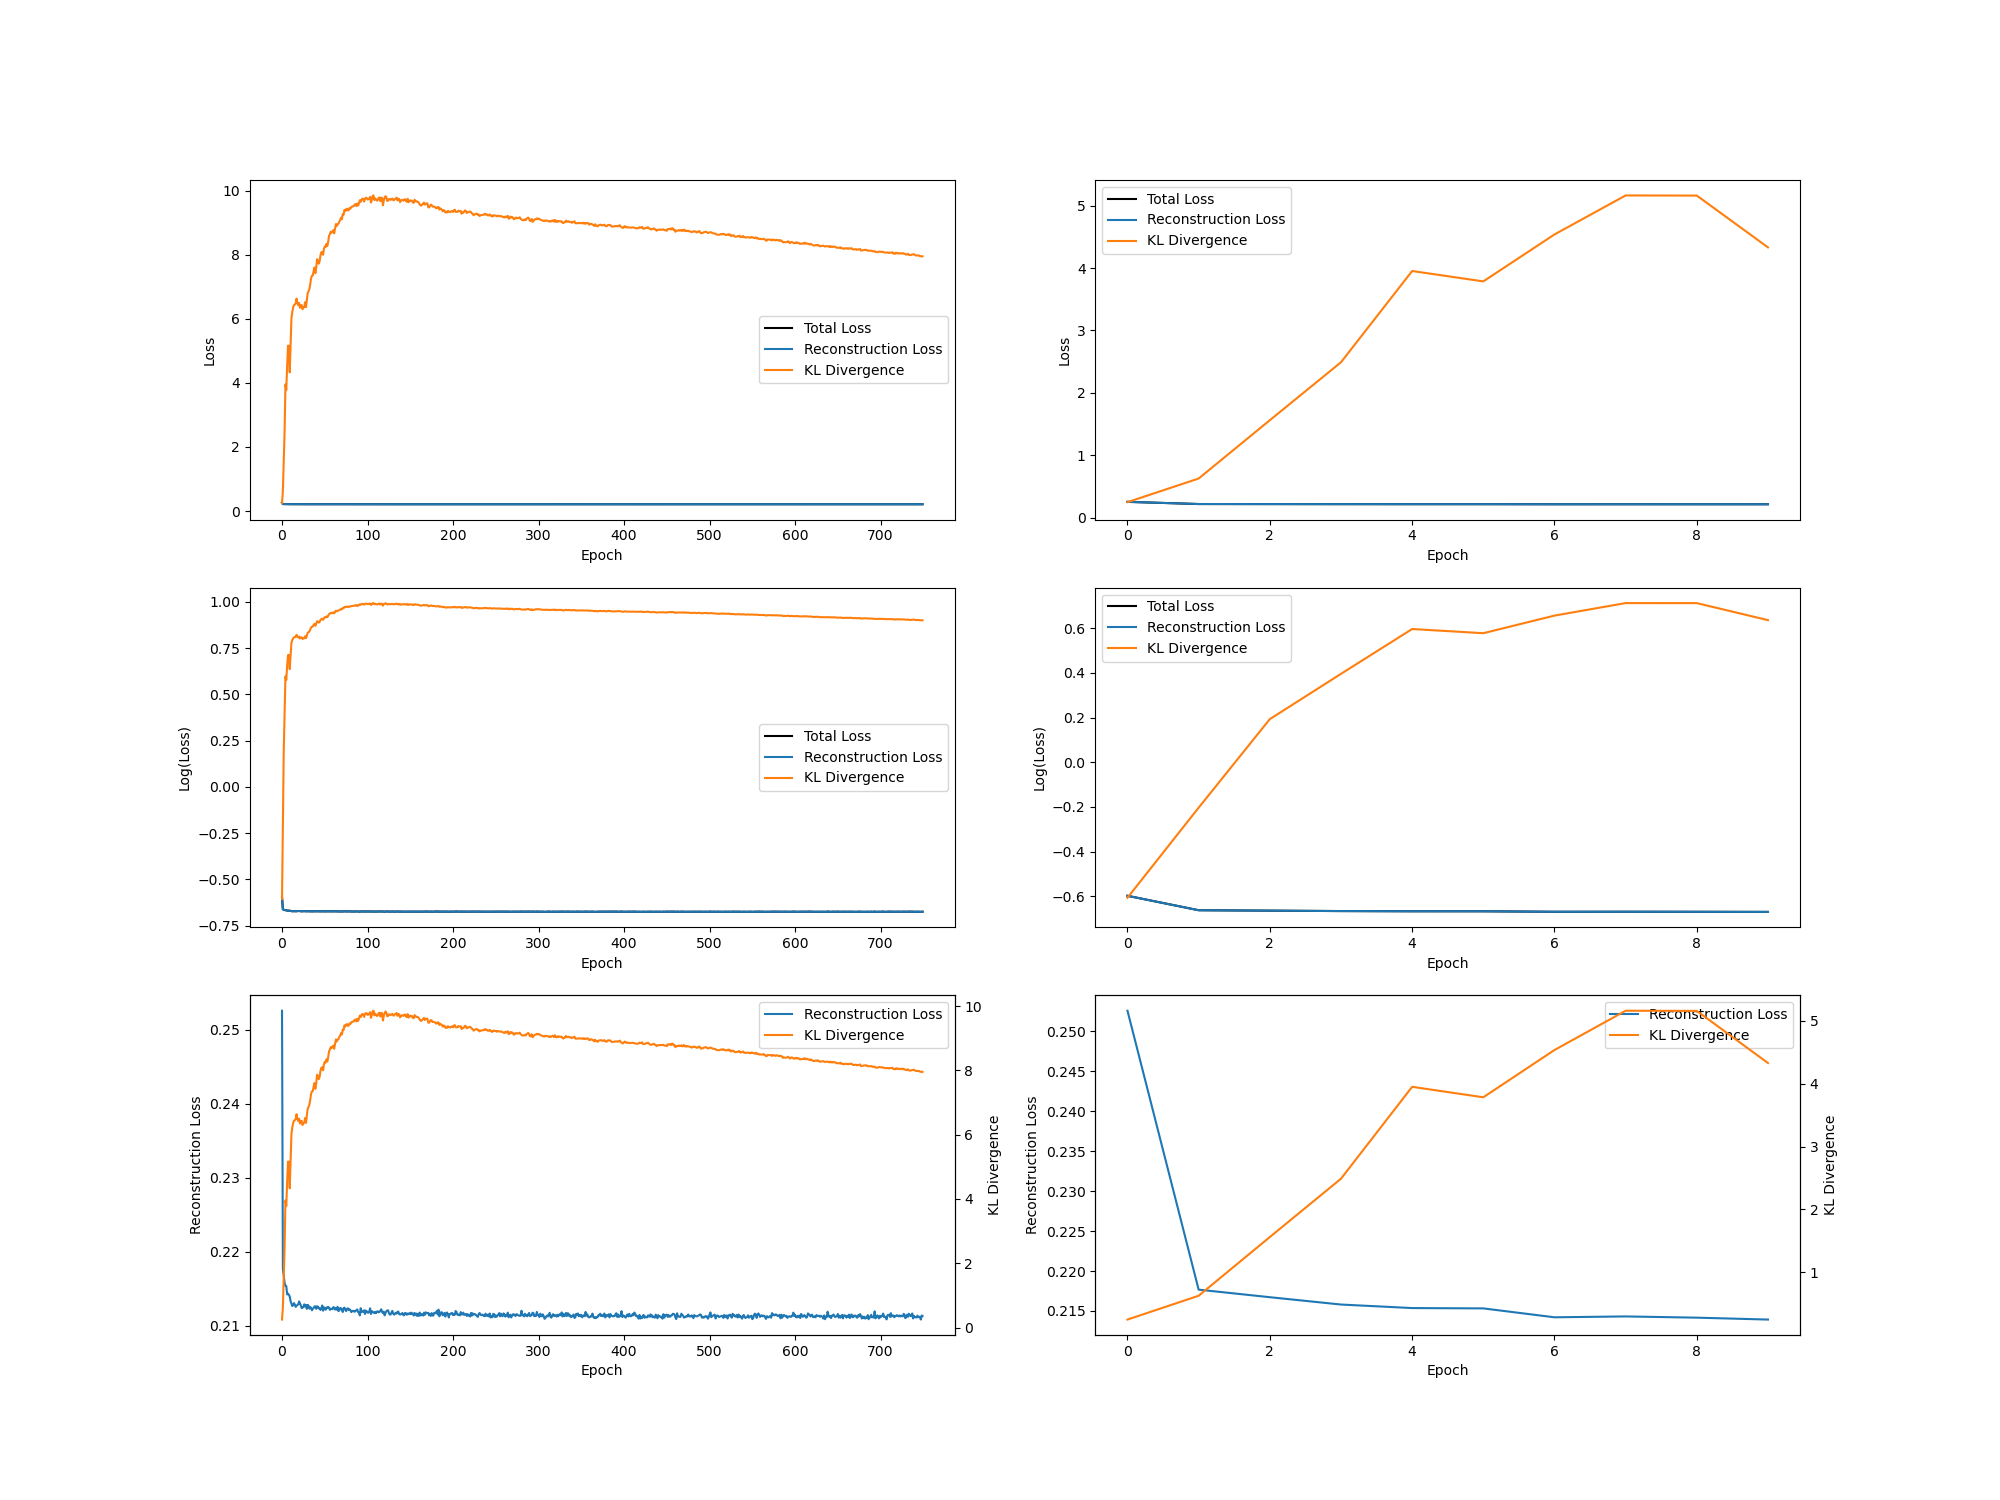 10
8
6
4
2
0
Loss
0 100 200 300 400 500 600 700
Epoch
Total Loss
Reconstruction Loss
KL Divergence
5
4
3
2
1
0
Loss
0 2 4 6 8
Epoch
Total Loss
Reconstruction Loss
KL Divergence
1.00
0.75
0.50
0.25
0.00
−0.25
−0.50
−0.75
Log(Loss)
0 100 200 300 400 500 600 700
Epoch
Total Loss
Reconstruction Loss
KL Divergence
0.6
0.4
0.2
0.0
−0.2
−0.4
−0.6
Log(Loss)
0 2 4 6 8
Epoch
Total Loss
Reconstruction Loss
KL Divergence
0.25
0.24
0.23
0.22
0.21
Reconstruction Loss
0 100 200 300 400 500 600 700
Epoch
Reconstruction Loss
KL Divergence
10
8
6
4
2
0
KL Divergence
0.250
0.245
0.240
0.235
0.230
0.225
0.220
0.215
Reconstruction Loss
0 2 4 6 8
Epoch
Reconstruction Loss
KL Divergence
5
4
3
2
1
KL Divergence